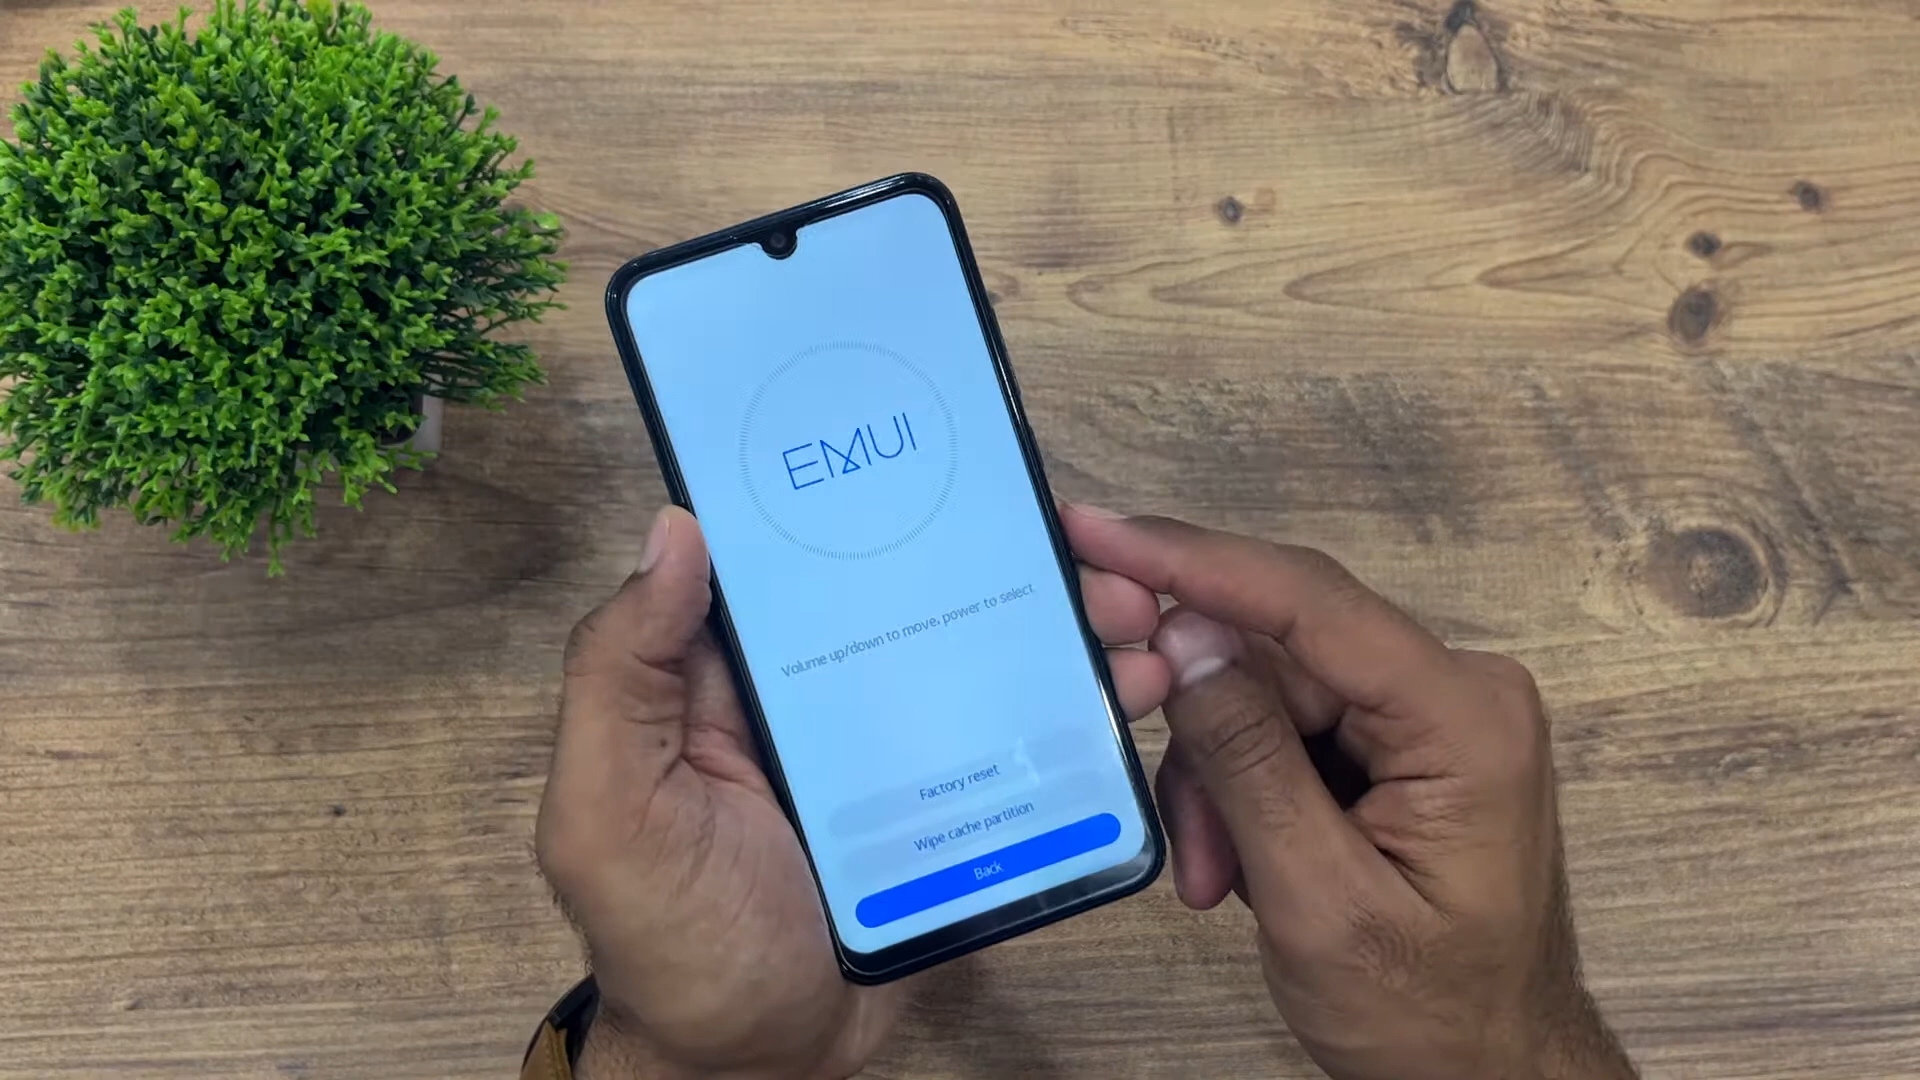 EMUI
Volume up/down to move, power to select
Factory reset
Wipe cache partition
Back